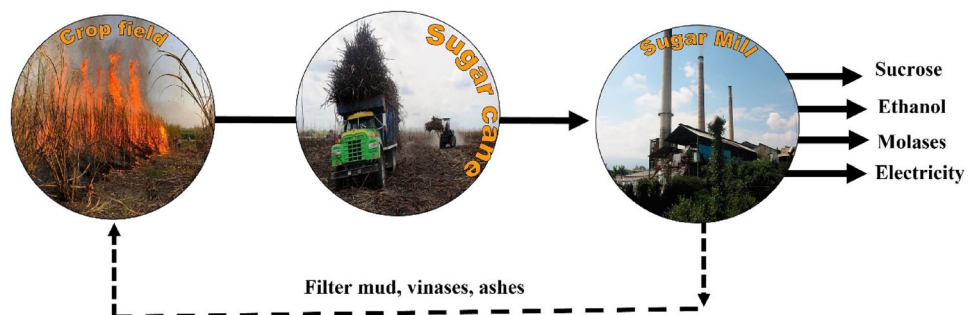 Crop field
Sugar cane
Sugar Mill
Sucrose
Ethanol
Molases
Electricity
Filter mud, vinases, ashes